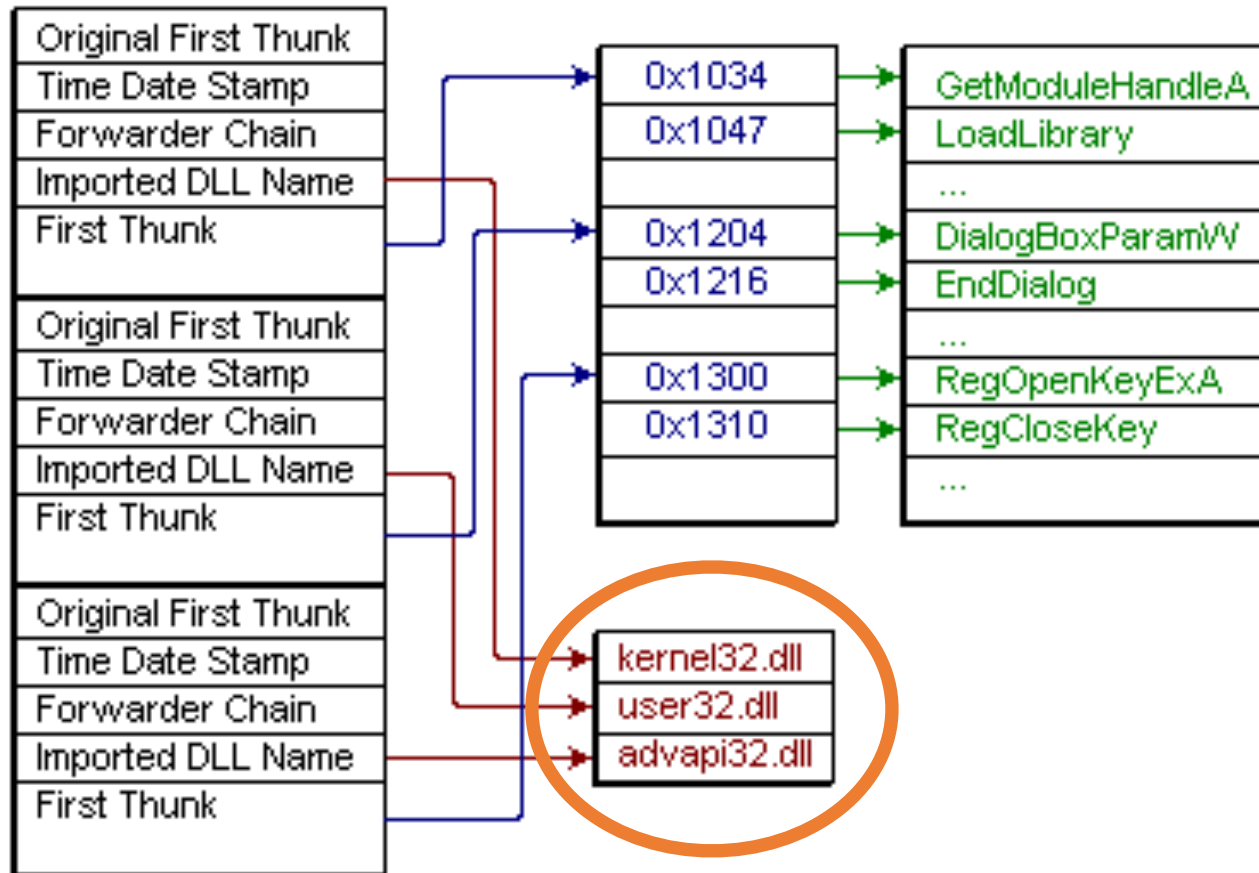 Original First Thunk
Time Date Stamp
Forwarder Chain
Imported DLL Name
First Thunk
Original First Thunk
Time Date Stamp
Forwarder Chain
Imported DLL Name
First Thunk
Original First Thunk
Time Date Stamp
Forwarder Chain
Imported DLL Name
First Thunk
0x1034
0x1047
0x1204
0x1216
0x1300
0x1310
GetModuleHandleA
LoadLibrary
...
DialogBoxParamW
EndDialog
...
RegOpenKeyExA
RegCloseKey
...
kernel32.dll
user32.dll
advapi32.dll